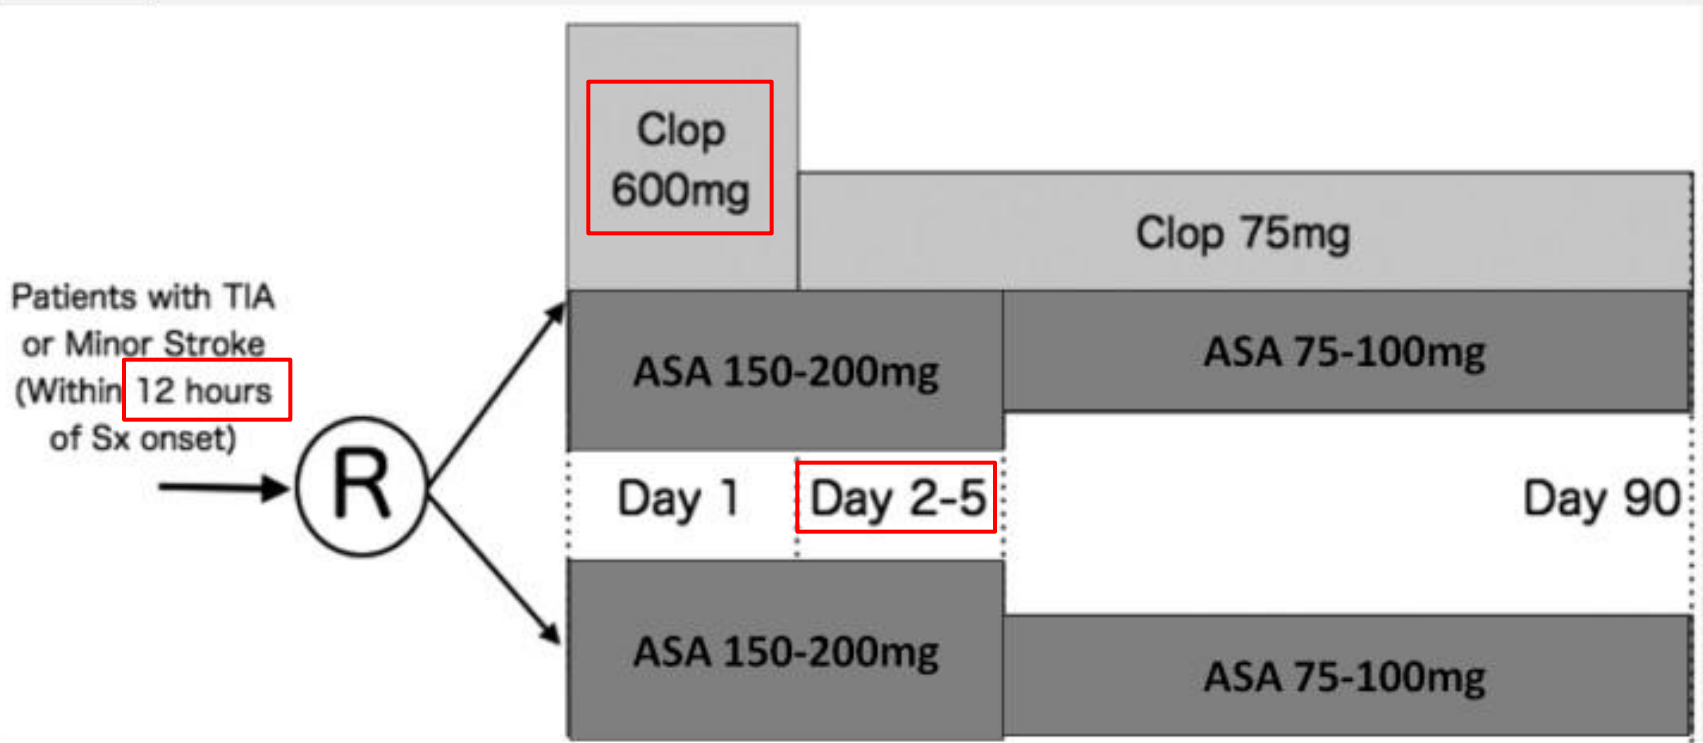 Clop
600mg
Clop 75mg
Patients with TIA
or Minor Stroke
(Within 12 hours
of Sx onset)
R
ASA 150-200mg
ASA 75-100mg
Day 1
Day 2-5
Day 90
ASA 150-200mg
ASA 75-100mg